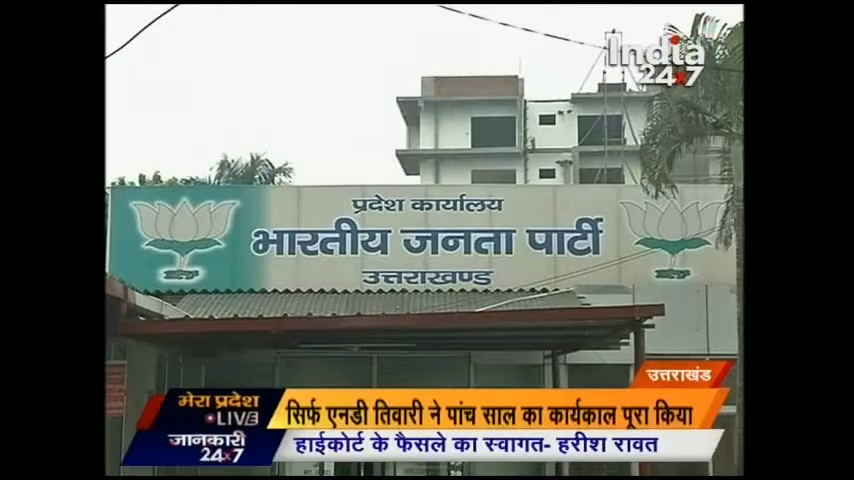 India
24x7
प्रदेश कार्यालय
भारतीय जनता पार्टी
उत्तराखण्ड
उत्तराखंड
मेरा प्रदेश
LIVE
सिर्फ एनडी तिवारी ने पांच साल का कार्यकाल पूरा किया
जानकारी
24x7
हाईकोर्ट के फैसले का स्वागत- हरीश रावत